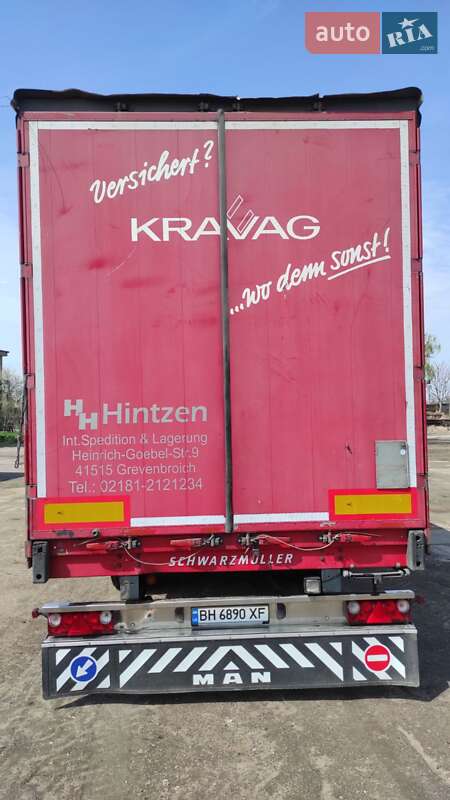 auto RIA
.com
Versichert?
KRAVAG
...wo denn sonst!
HH Hintzen
Int.Spedition & Lagerung
Heinrich-Goebel-Str.9
41515 Grevenbroich
Tel.: 02181-2121234
SCHWARZMÜLLER
BH 6890 XF
MAN